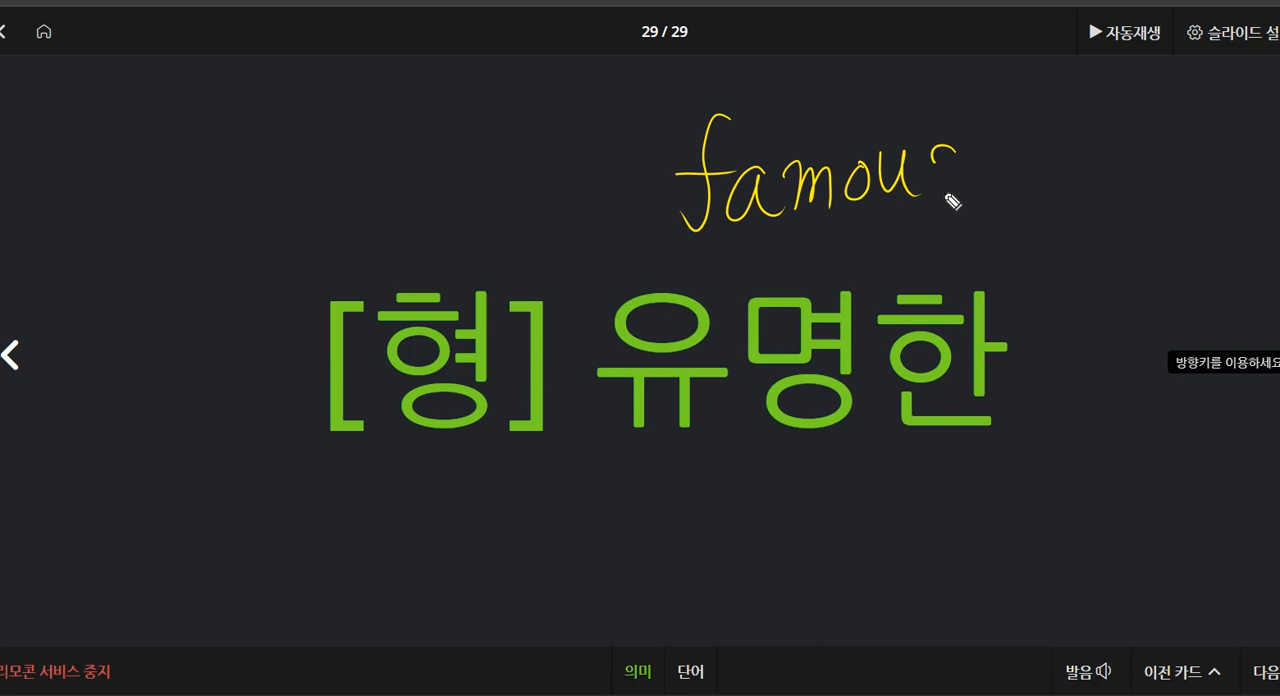 29 / 29
자동재생
슬라이드 설
famous
[형] 유명한
방향키를 이용하세요
리모콘 서비스 중지
의미
단어
발음
이전 카드
다음